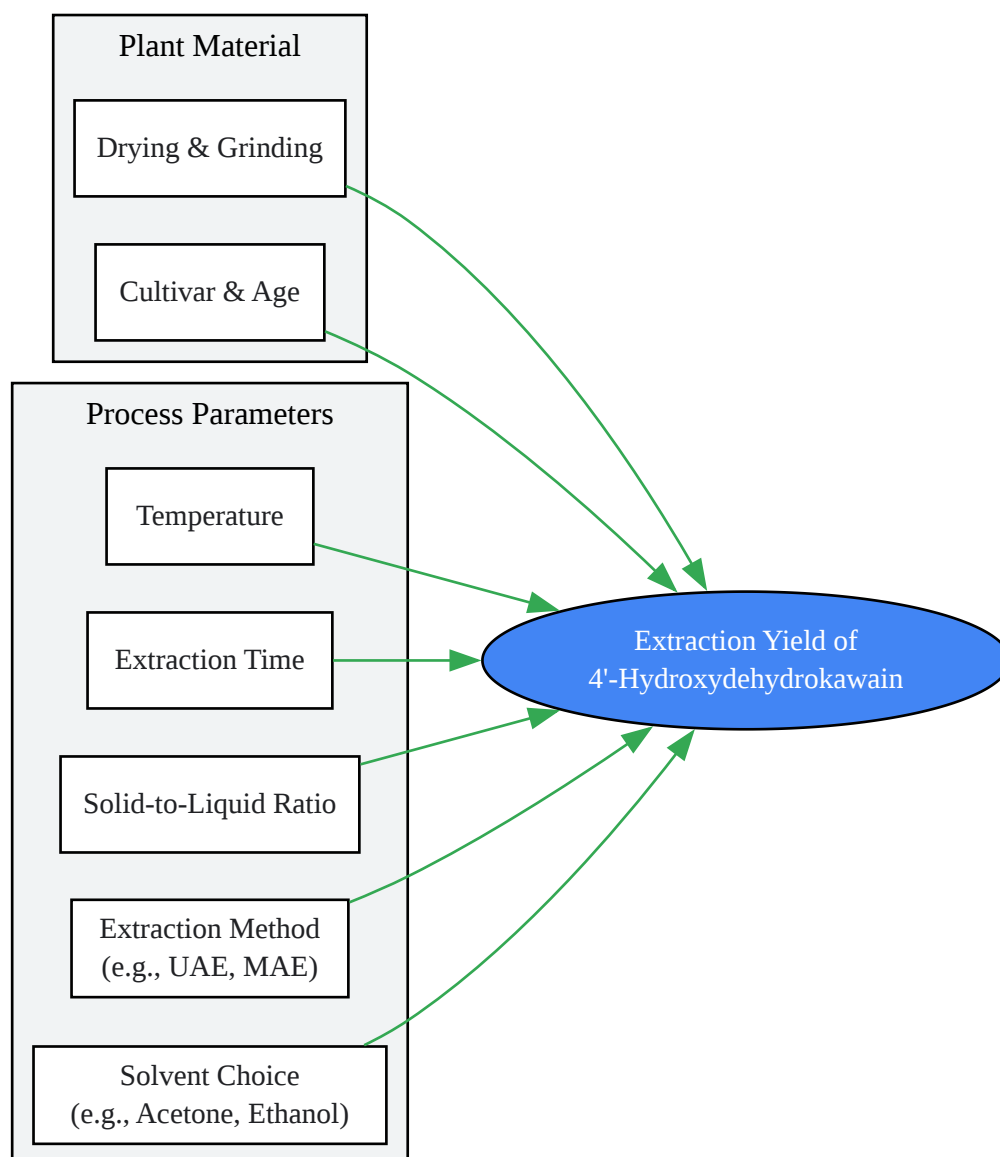 Plant Material
Drying & Grinding
Cultivar & Age
Process Parameters
Temperature
Extraction Time
Solid-to-Liquid Ratio
Extraction Method
(e.g., UAE, MAE)
Solvent Choice
(e.g., Acetone, Ethanol)
Extraction Yield of
4'-Hydroxydehydrokawain